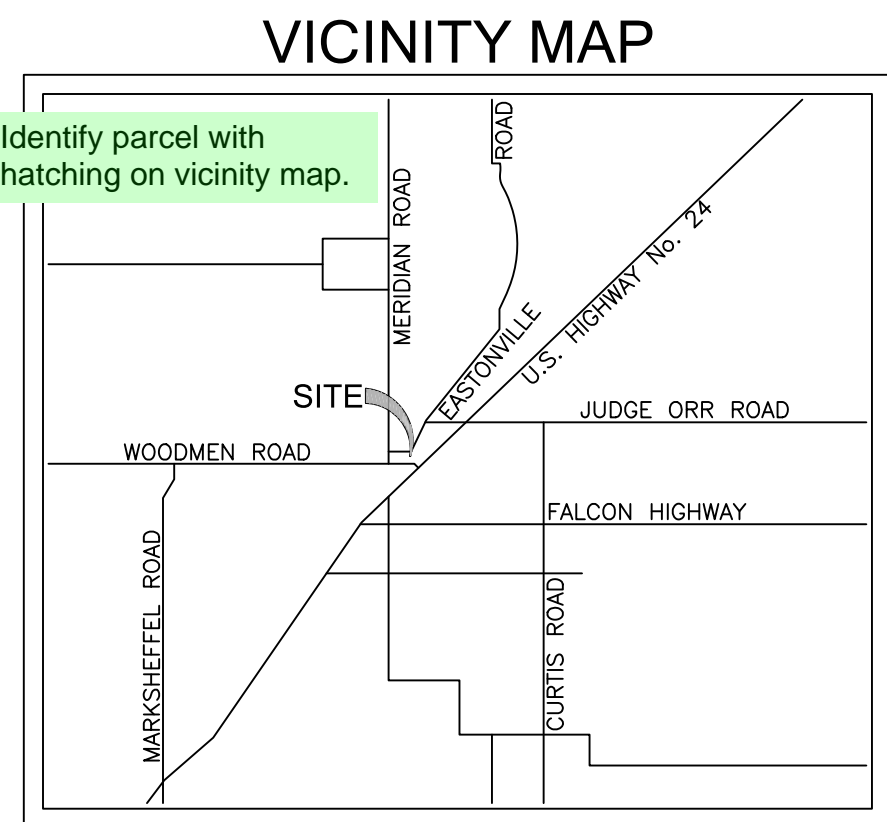 VICINITY MAP
Identify parcel with
hatching on vicinity map.
ROAD
MERIDIAN ROAD
U.S. HIGHWAY No. 24
EASTONVILLE
SITE
JUDGE ORR ROAD
WOODMEN ROAD
FALCON HIGHWAY
MARKSHEFFEL ROAD
CURTIS ROAD